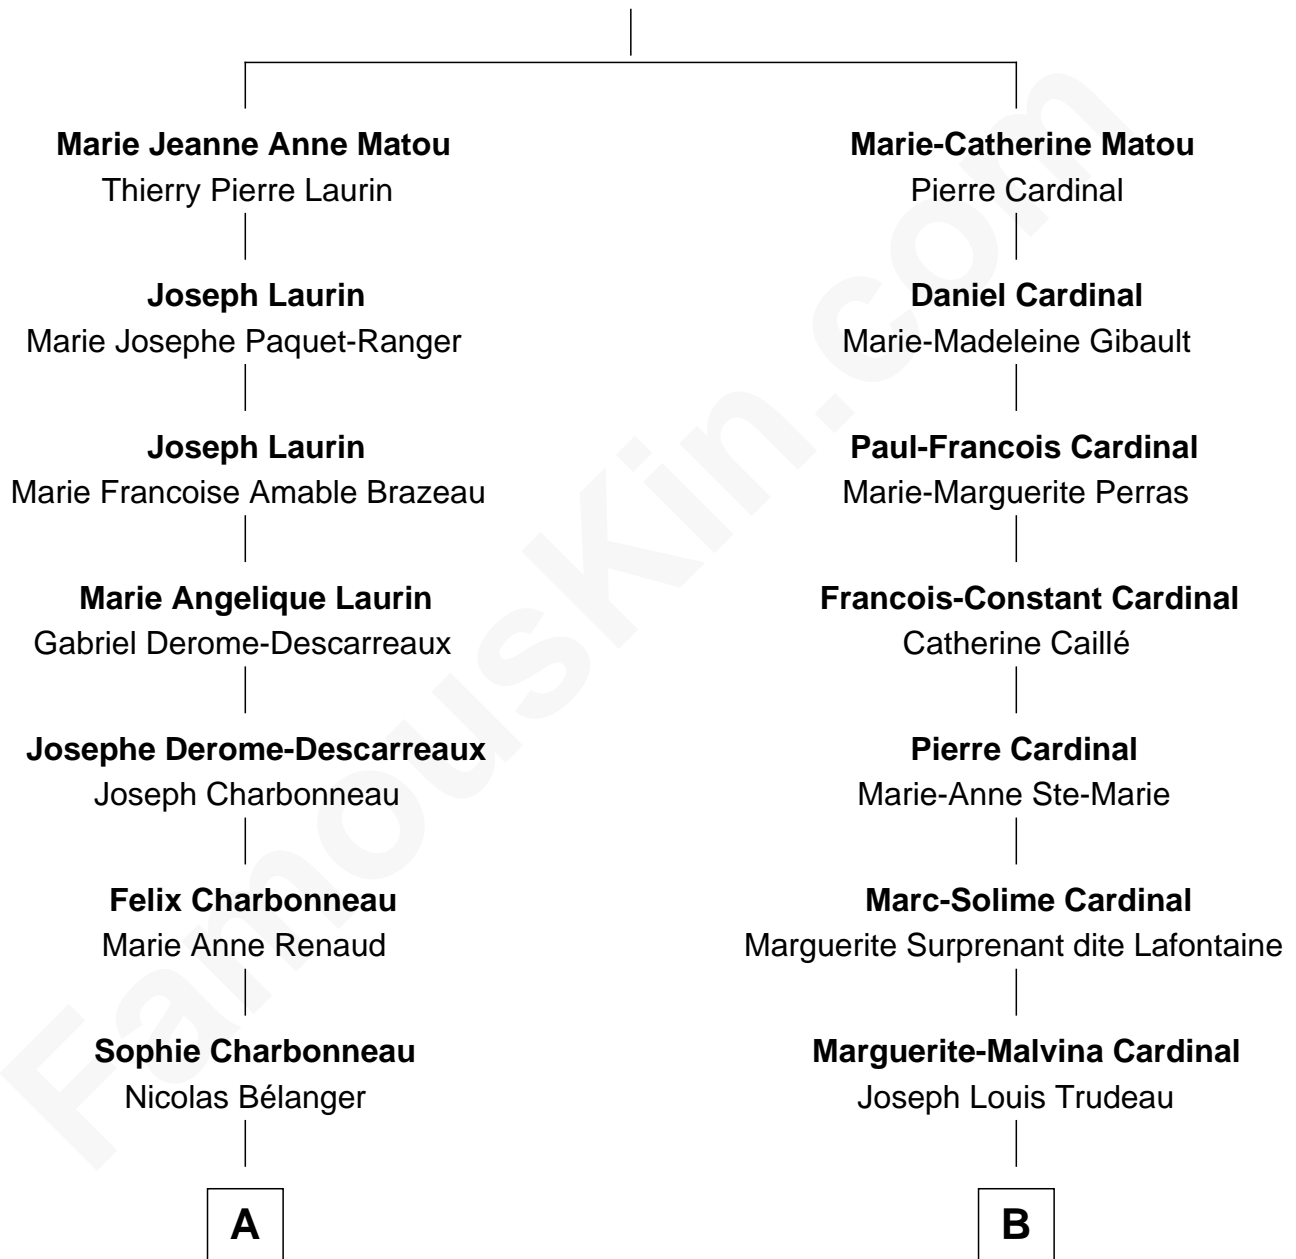 Marie Jeanne Anne Matou
Thierry Pierre Laurin
Joseph Laurin
Marie Josephe Paquet-Ranger
Joseph Laurin
Marie Francoise Amable Brazeau
Marie Angelique Laurin
Gabriel Derome-Descarreaux
Josephe Derome-Descarreaux
Joseph Charbonneau
Felix Charbonneau
Marie Anne Renaud
Sophie Charbonneau
Nicolas Bélanger
A
Marie-Catherine Matou
Pierre Cardinal
Daniel Cardinal
Marie-Madeleine Gibault
Paul-Francois Cardinal
Marie-Marguerite Perras
Francois-Constant Cardinal
Catherine Caillé
Pierre Cardinal
Marie-Anne Ste-Marie
Marc-Solime Cardinal
Marguerite Surprenant dite Lafontaine
Marguerite-Malvina Cardinal
Joseph Louis Trudeau
B
FamousKin.com